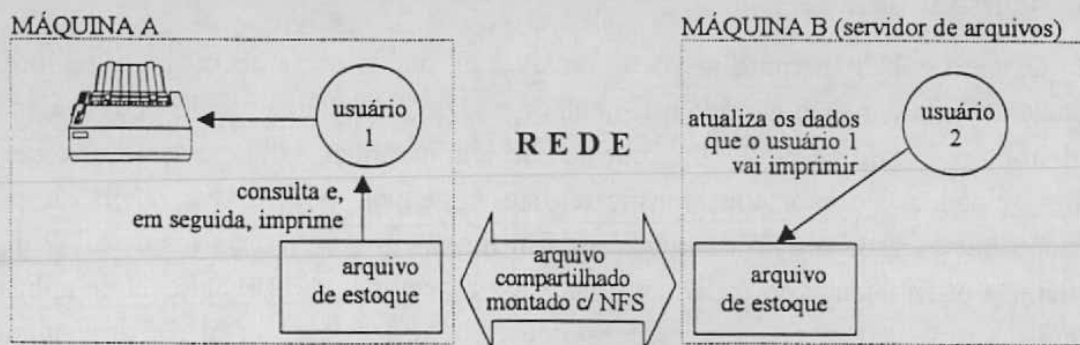 MÁQUINA A
MÁQUINA B (servidor de arquivos)
usuário
1
consulta e,
em seguida, imprime
arquivo
de estoque
R E D E
arquivo
compartilhado
montado c/ NFS
atualiza os dados
que o usuário 1
vai imprimir
usuário
2
arquivo
de estoque